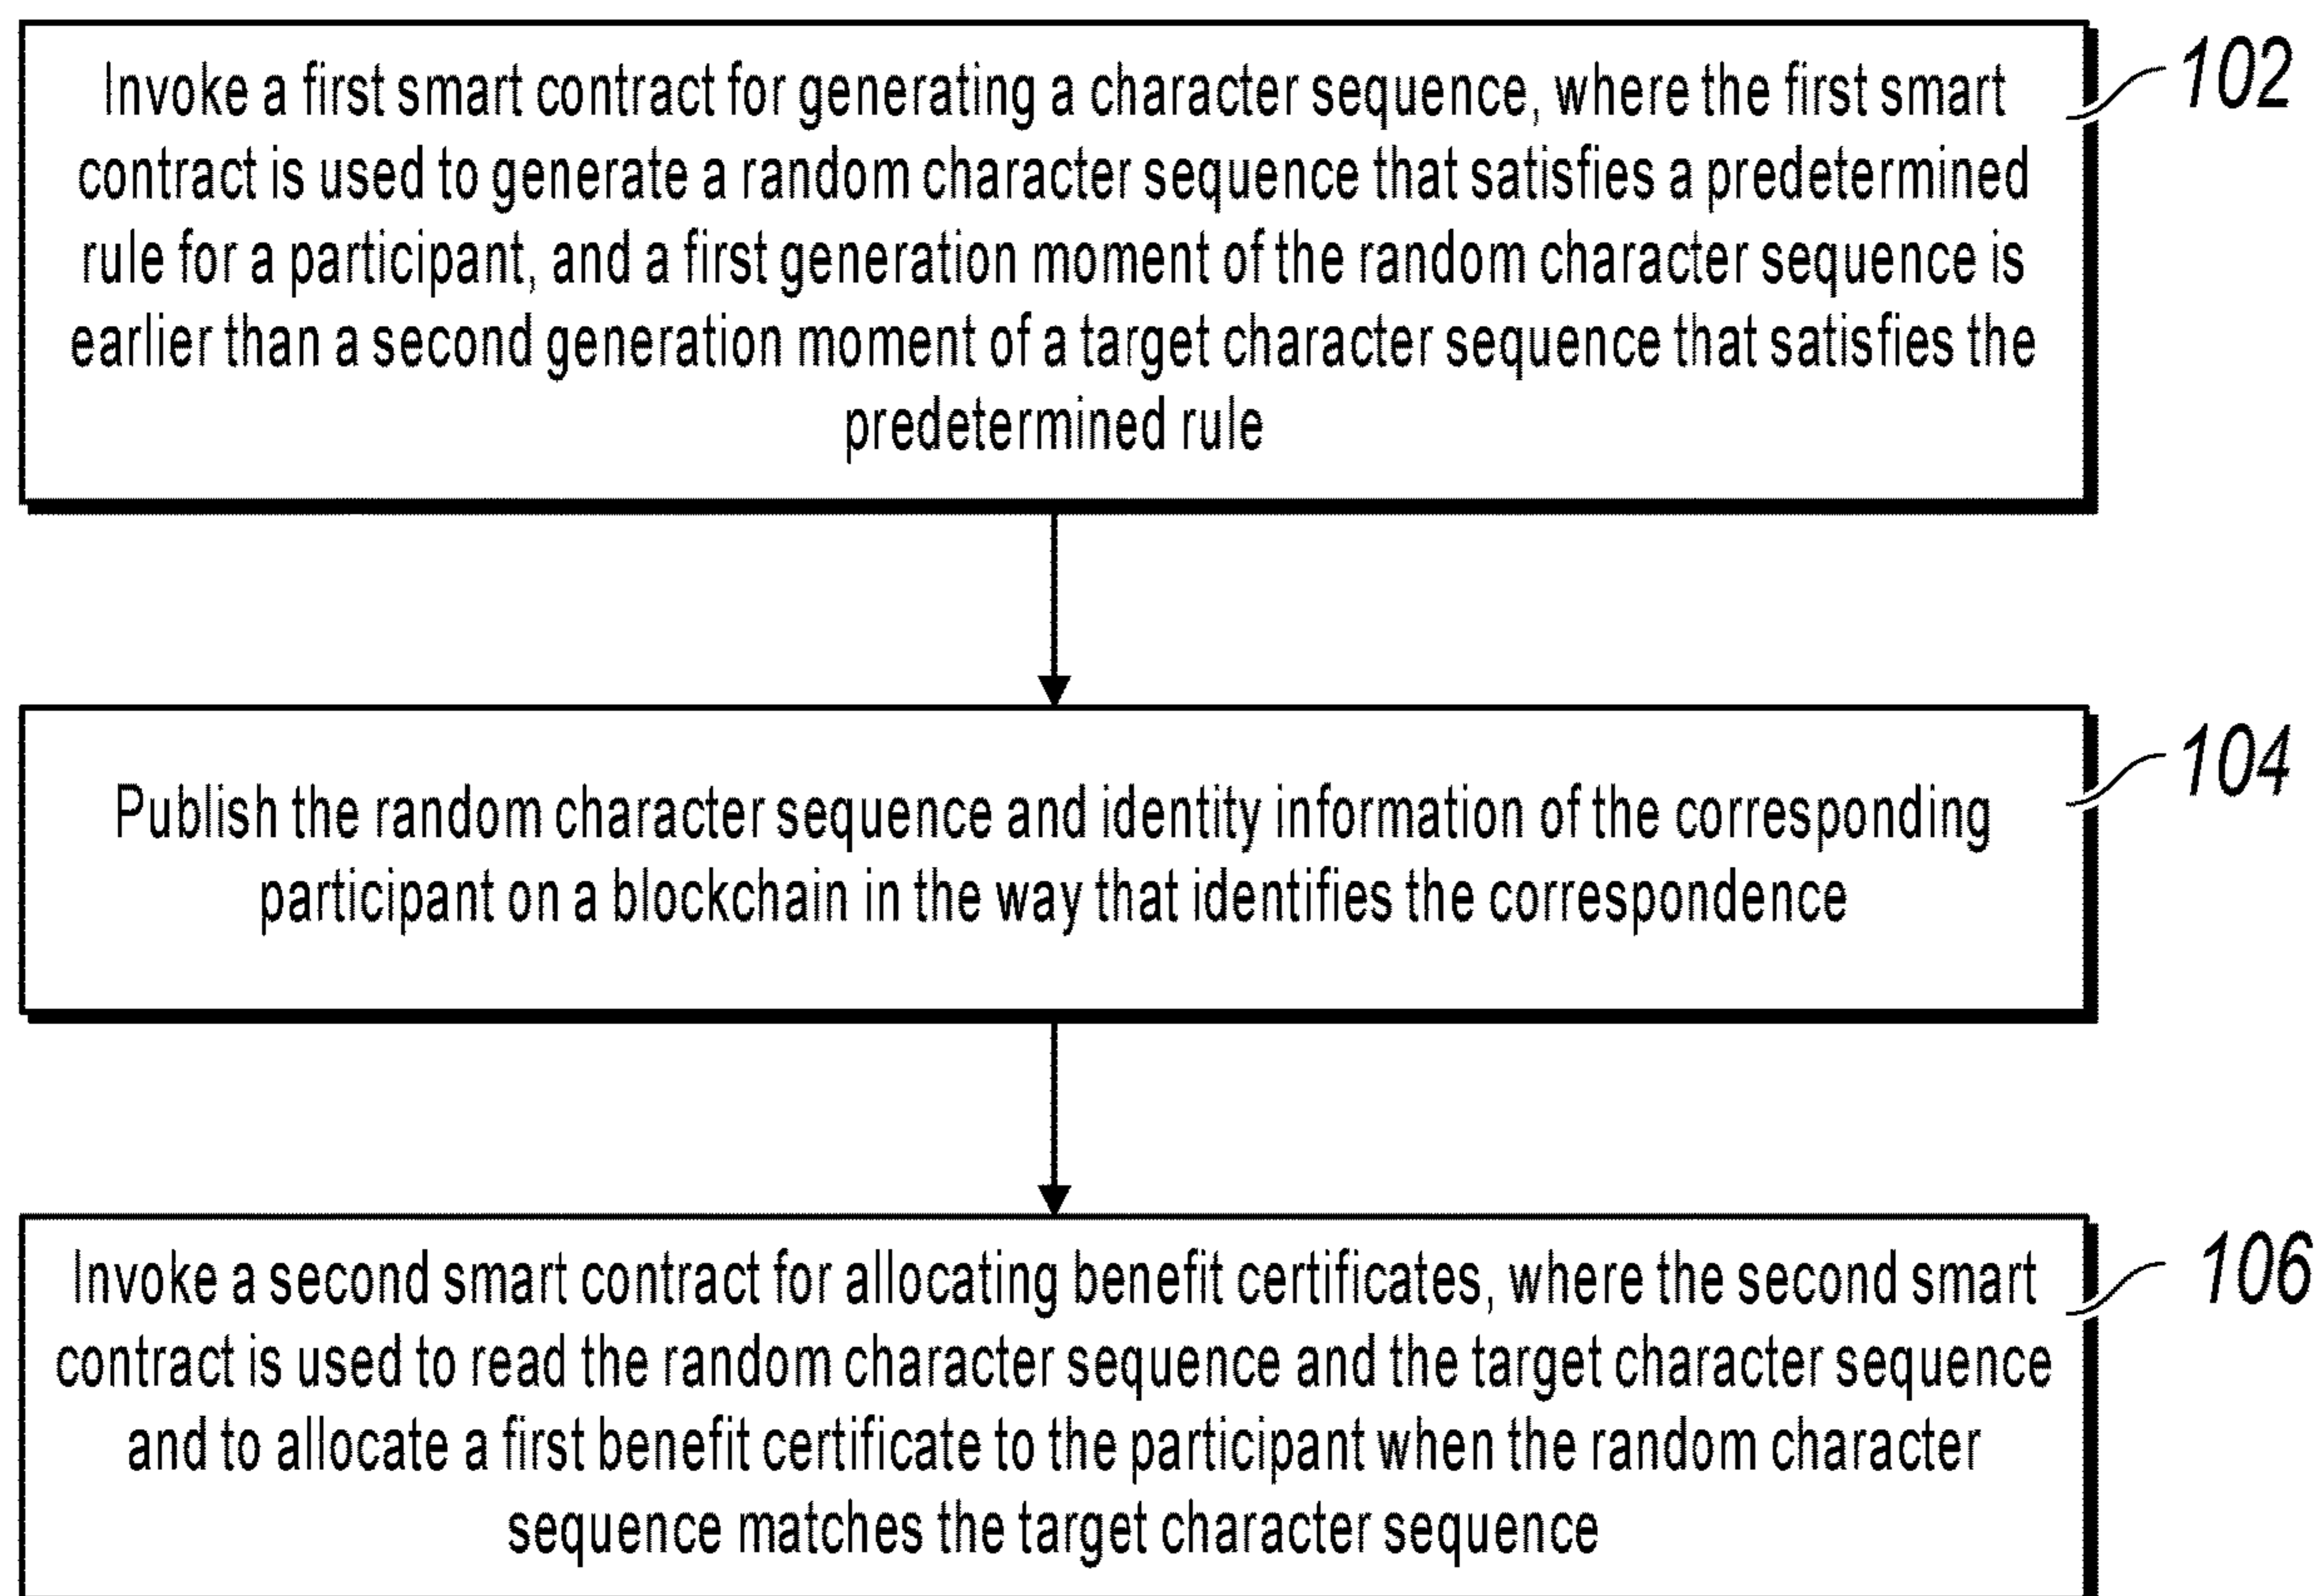 Invoke a first smart contract for generating a character sequence, where the first smart
contract is used to generate a random character sequence that satisfies a predetermined
rule for a participant, and a first generation moment of the random character sequence is
earlier than a second generation moment of a target character sequence that satisfies the
predetermined rule
102
Publish the random character sequence and identity information of the corresponding
participant on a blockchain in the way that identifies the correspondence
104
Invoke a second smart contract for allocating benefit certificates, where the second smart
contract is used to read the random character sequence and the target character sequence
and to allocate a first benefit certificate to the participant when the random character
sequence matches the target character sequence
106